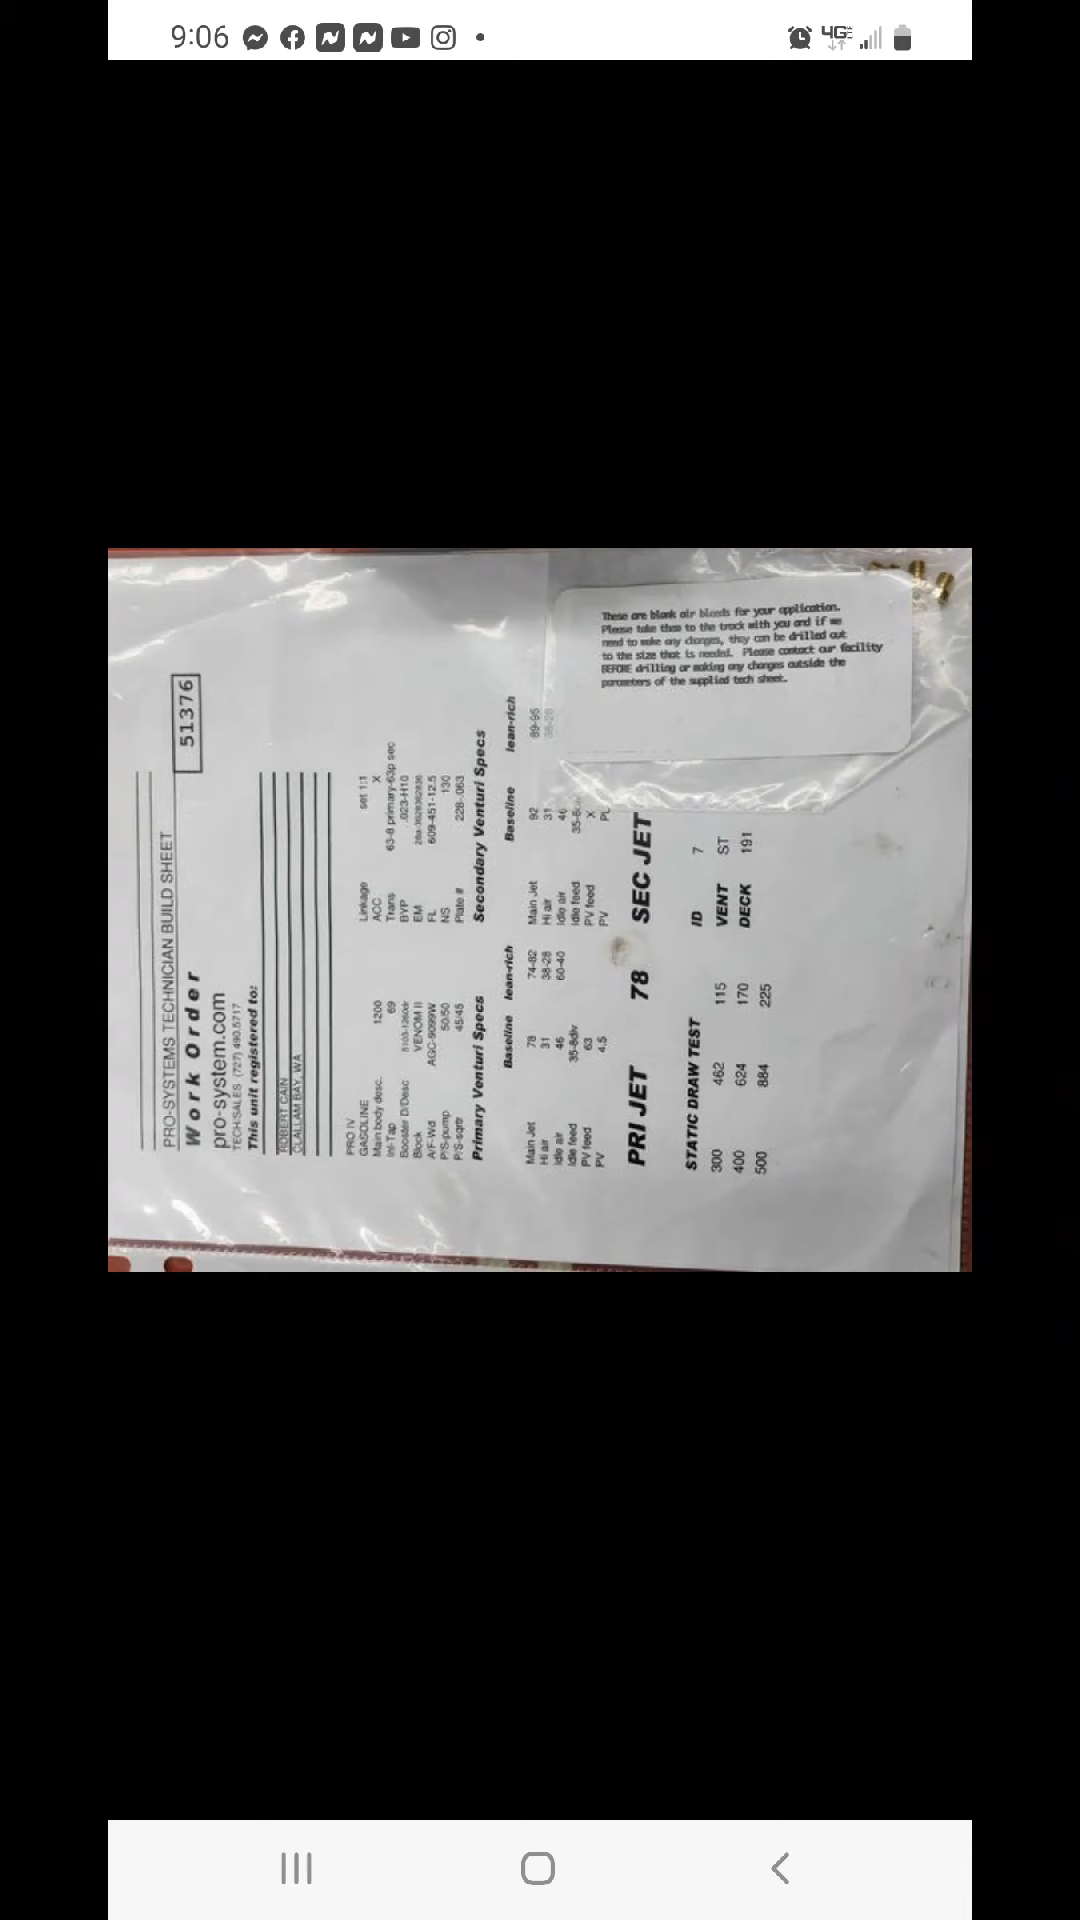 9:06
4G
PRO-SYSTEMS TECHNICIAN BUILD SHEET
Work Order 51376
pro-system.com
TECH/SALES (727) 490.5717
This unit registered to:
ROBERT CAIN
CLALLAM BAY, WA
PRO IV
GASOLINE Linkage set 1:1
Main body desc. 1200 ACC X
Inl-Tap 69 Trans 63-8 primary-63p sec
Booster D/Desc BYP .023-H10
Block VENOM II EM
A/F-Wd AGC-9099W FL 609-451-12.5
P/S-pump 50/50 NS 130
P/S-sqrtr 45/45 Plate # 228-.063
Primary Venturi Specs Secondary Venturi Specs
Baseline lean-rich Baseline lean-rich
Main Jet 78 74-82 Main Jet 92 89-95
Hi air 31 38-28 Hi air 31 38-28
Idle air 46 60-40 Idle air
Idle feed 35-8div Idle feed
PV feed 63 PV feed X
PV 4.5 PV
PRI JET 78 SEC JET
STATIC DRAW TEST ID 7
300 462 115 VENT ST
400 624 170 DECK 191
500 884 225
These are blank air bleeds for your application.
Please take them to the track with you and if we
need to make any changes, they can be drilled out
to the size that is needed. Please contact our facility
BEFORE drilling or making any changes outside the
parameters of the supplied tech sheet.